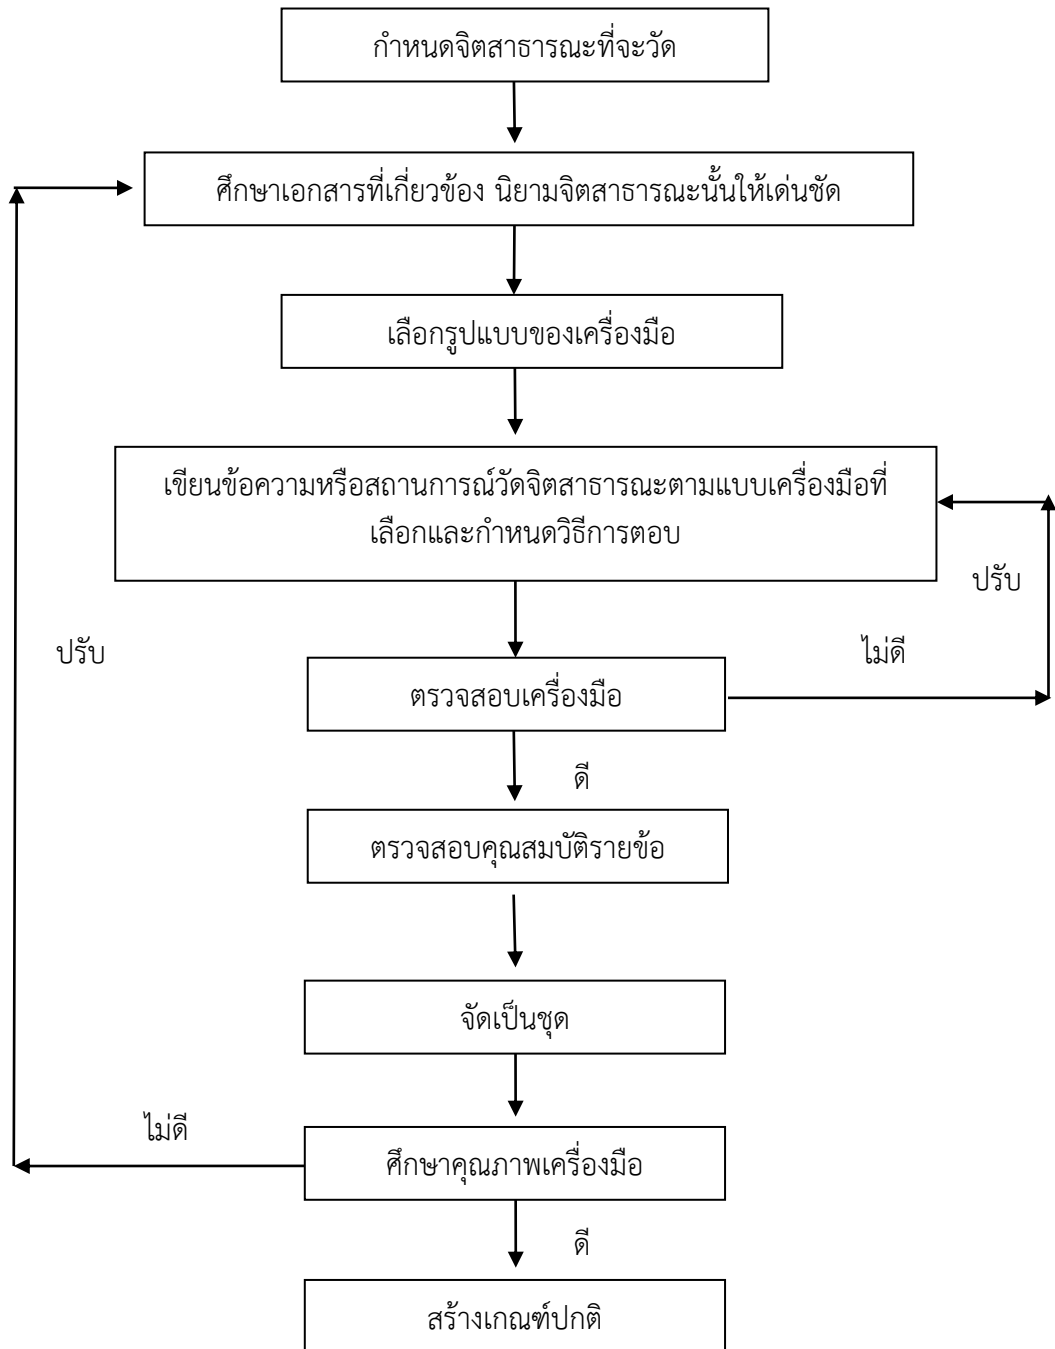 กำหนดจิตสาธารณะที่จะวัด
ศึกษาเอกสารที่เกี่ยวข้อง นิยามจิตสาธารณะนั้นให้เด่นชัด
เลือกรูปแบบของเครื่องมือ
เขียนข้อความหรือสถานการณ์วัดจิตสาธารณะตามแบบเครื่องมือที่
เลือกและกำหนดวิธีการตอบ
ปรับ
ปรับ
ไม่ดี
ตรวจสอบเครื่องมือ
ดี
ตรวจสอบคุณสมบัติรายข้อ
จัดเป็นชุด
ไม่ดี
ศึกษาคุณภาพเครื่องมือ
ดี
สร้างเกณฑ์ปกติ